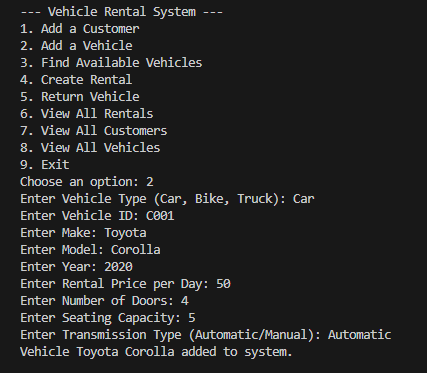 --- Vehicle Rental System ---
1. Add a Customer
2. Add a Vehicle
3. Find Available Vehicles
4. Create Rental
5. Return Vehicle
6. View All Rentals
7. View All Customers
8. View All Vehicles
9. Exit
Choose an option: 2
Enter Vehicle Type (Car, Bike, Truck): Car
Enter Vehicle ID: C001
Enter Make: Toyota
Enter Model: Corolla
Enter Year: 2020
Enter Rental Price per Day: 50
Enter Number of Doors: 4
Enter Seating Capacity: 5
Enter Transmission Type (Automatic/Manual): Automatic
Vehicle Toyota Corolla added to system.